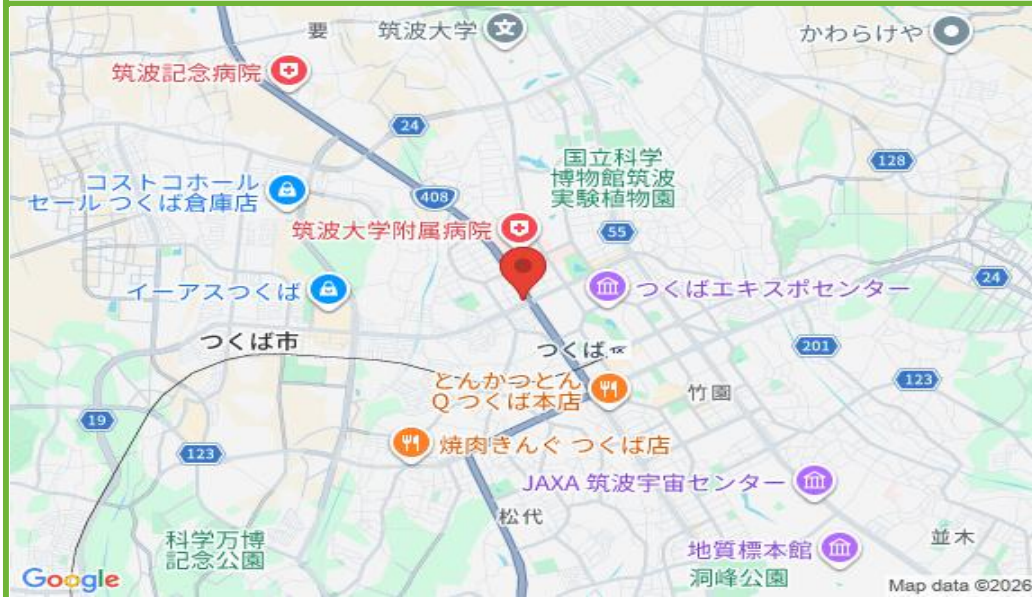 要
筑波大学
かわらけや
筑波記念病院
24
国立科学
博物館筑波
実験植物園
128
コストコホール
セール つくば倉庫店
408
筑波大学附属病院
55
24
イーアスつくば
つくばエキスポセンター
つくば市
つくば
201
とんかつとん
Q つくば本店
竹園
123
19
焼肉きんぐ つくば店
123
JAXA 筑波宇宙センター
松代
科学万博
記念公園
地質標本館
並木
洞峰公園
Google
Map data ©2026